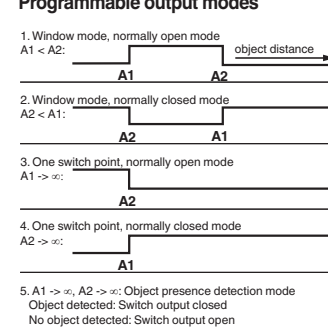 Programmable output modes
1. Window mode, normally open mode
A1 < A2:
object distance
A1 A2
2. Window mode, normally closed mode
A2 < A1:
A2 A1
3. One switch point, normally open mode
A1 -> ∞:
A2
4. One switch point, normally closed mode
A2 -> ∞:
A1
5. A1 -> ∞, A2 -> ∞: Object presence detection mode
Object detected: Switch output closed
No object detected: Switch output open